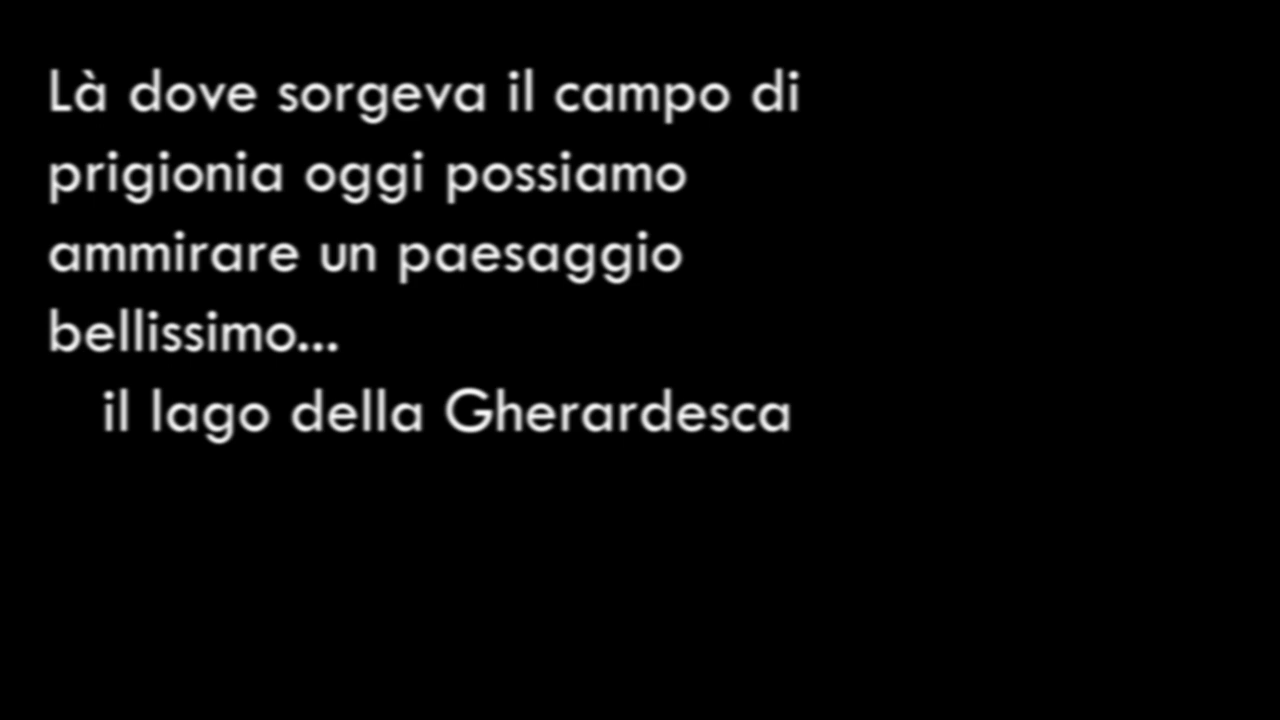 Là dove sorgeva il campo di
prigionia oggi possiamo
ammirare un paesaggio
bellissimo...
il lago della Gherardesca